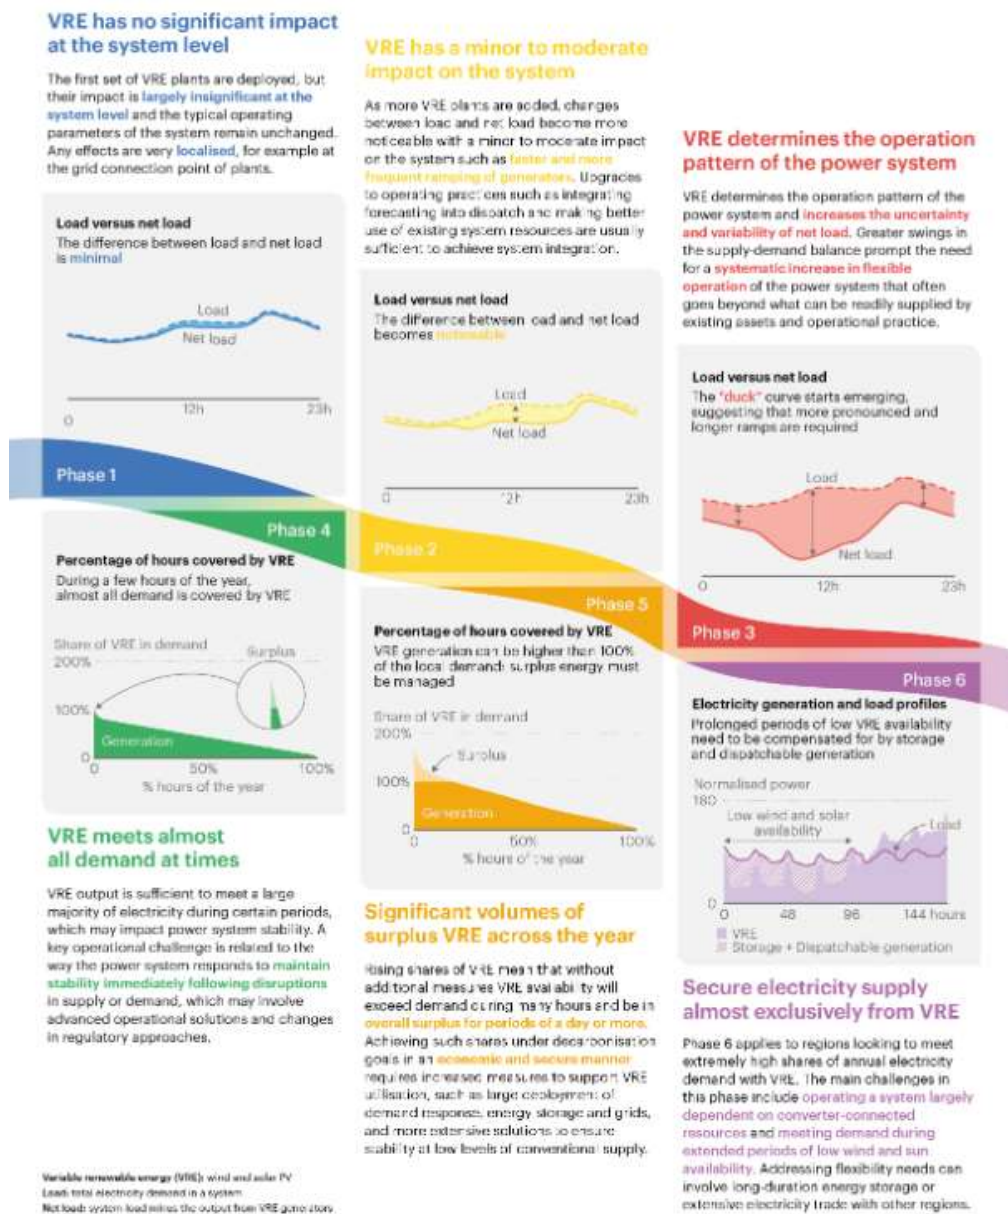 VRE has no significant impact
at the system level
The first set of VRE plants are deployed, but
their impact is largely insignificant at the
system level and the typical operating
parameters of the system remain unchanged.
Any effects are very localised, for example at
the grid connection point of plants.
Load versus net load
The difference between load and net load
is minimal
Load
Net load
0
12h
23h
Phase 1
VRE has a minor to moderate
impact on the system
As more VRE plants are added, changes
between load and net load become more
noticeable with a minor to moderate impact
on the system such as faster and more
frequent ramping of generators. Upgrades
to operating practices such as integrating
forecasting into dispatch and making better
use of existing system resources are usually
sufficient to achieve system integration.
Load versus net load
The difference between load and net load
becomes noticeable
Load
Net load
0
12h
23h
Phase 2
VRE determines the operation
pattern of the power system
VRE determines the operation pattern of the
power system and increases the uncertainty
and variability of net load. Greater swings in
the supply-demand balance prompt the need
for a systematic increase in flexible
operation of the power system that often
goes beyond what can be readily supplied by
existing assets and operational practice.
Load versus net load
The "duck" curve starts emerging,
suggesting that more pronounced and
longer ramps are required
Load
Net load
0
12h
23h
Phase 3
Phase 4
Percentage of hours covered by VRE
During a few hours of the year,
almost all demand is covered by VRE
Share of VRE in demand
200%
Surplus
100%
Generation
0
0
50%
100%
% hours of the year
VRE meets almost
all demand at times
VRE output is sufficient to meet a large
majority of electricity during certain periods,
which may impact power system stability. A
key operational challenge is related to the
way the power system responds to maintain
stability immediately following disruptions
in supply or demand, which may involve
advanced operational solutions and changes
in regulatory approaches.
Phase 5
Percentage of hours covered by VRE
VRE generation can be higher than 100%
of the local demand: surplus energy must
be managed
Share of VRE in demand
200%
Surplus
100%
Generation
0
0
50%
100%
% hours of the year
Significant volumes of
surplus VRE across the year
Rising shares of VRE mean that without
additional measures VRE availability will
exceed demand during many hours and be in
overall surplus for periods of a day or more.
Achieving such shares under decarbonisation
goals in an economic and secure manner
requires increased measures to support VRE
utilisation, such as large deployment of
demand response, energy storage and grids,
and more extensive solutions to ensure
stability at low levels of conventional supply.
Phase 6
Electricity generation and load profiles
Prolonged periods of low VRE availability
need to be compensated for by storage
and dispatchable generation
Normalised power
180
Low wind and solar
availability
Load
0
0
48
96
144 hours
VRE
Storage + Dispatchable generation
Secure electricity supply
almost exclusively from VRE
Phase 6 applies to regions looking to meet
extremely high shares of annual electricity
demand with VRE. The main challenges in
this phase include operating a system largely
dependent on converter-connected
resources and meeting demand during
extended periods of low wind and sun
availability. Addressing flexibility needs can
involve long-duration energy storage or
extensive electricity trade with other regions.
Variable renewable energy (VRE): wind and solar PV
Load: total electricity demand in a system
Net load: system load minus the output from VRE generators